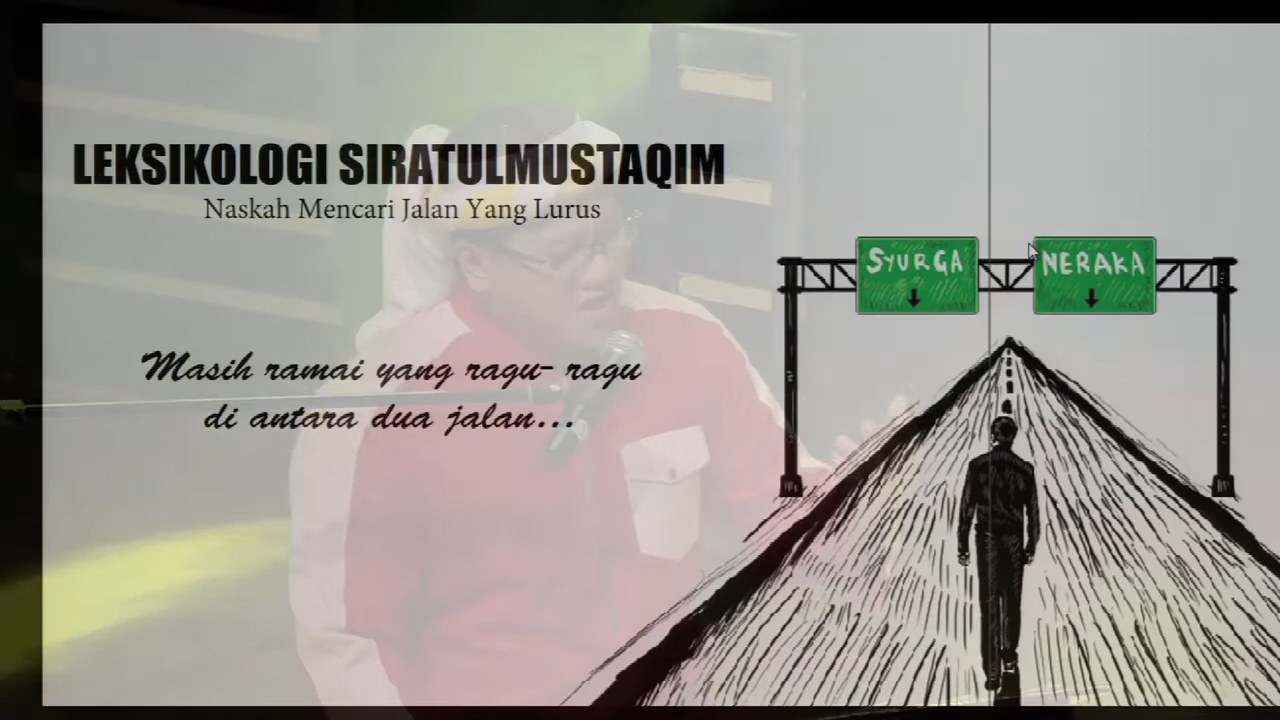 LEKSIKOLOGI SIRATULMUSTAQIM
Naskah Mencari Jalan Yang Lurus
SYURGA
NERAKA
Masih ramai yang ragu- ragu
di antara dua jalan...